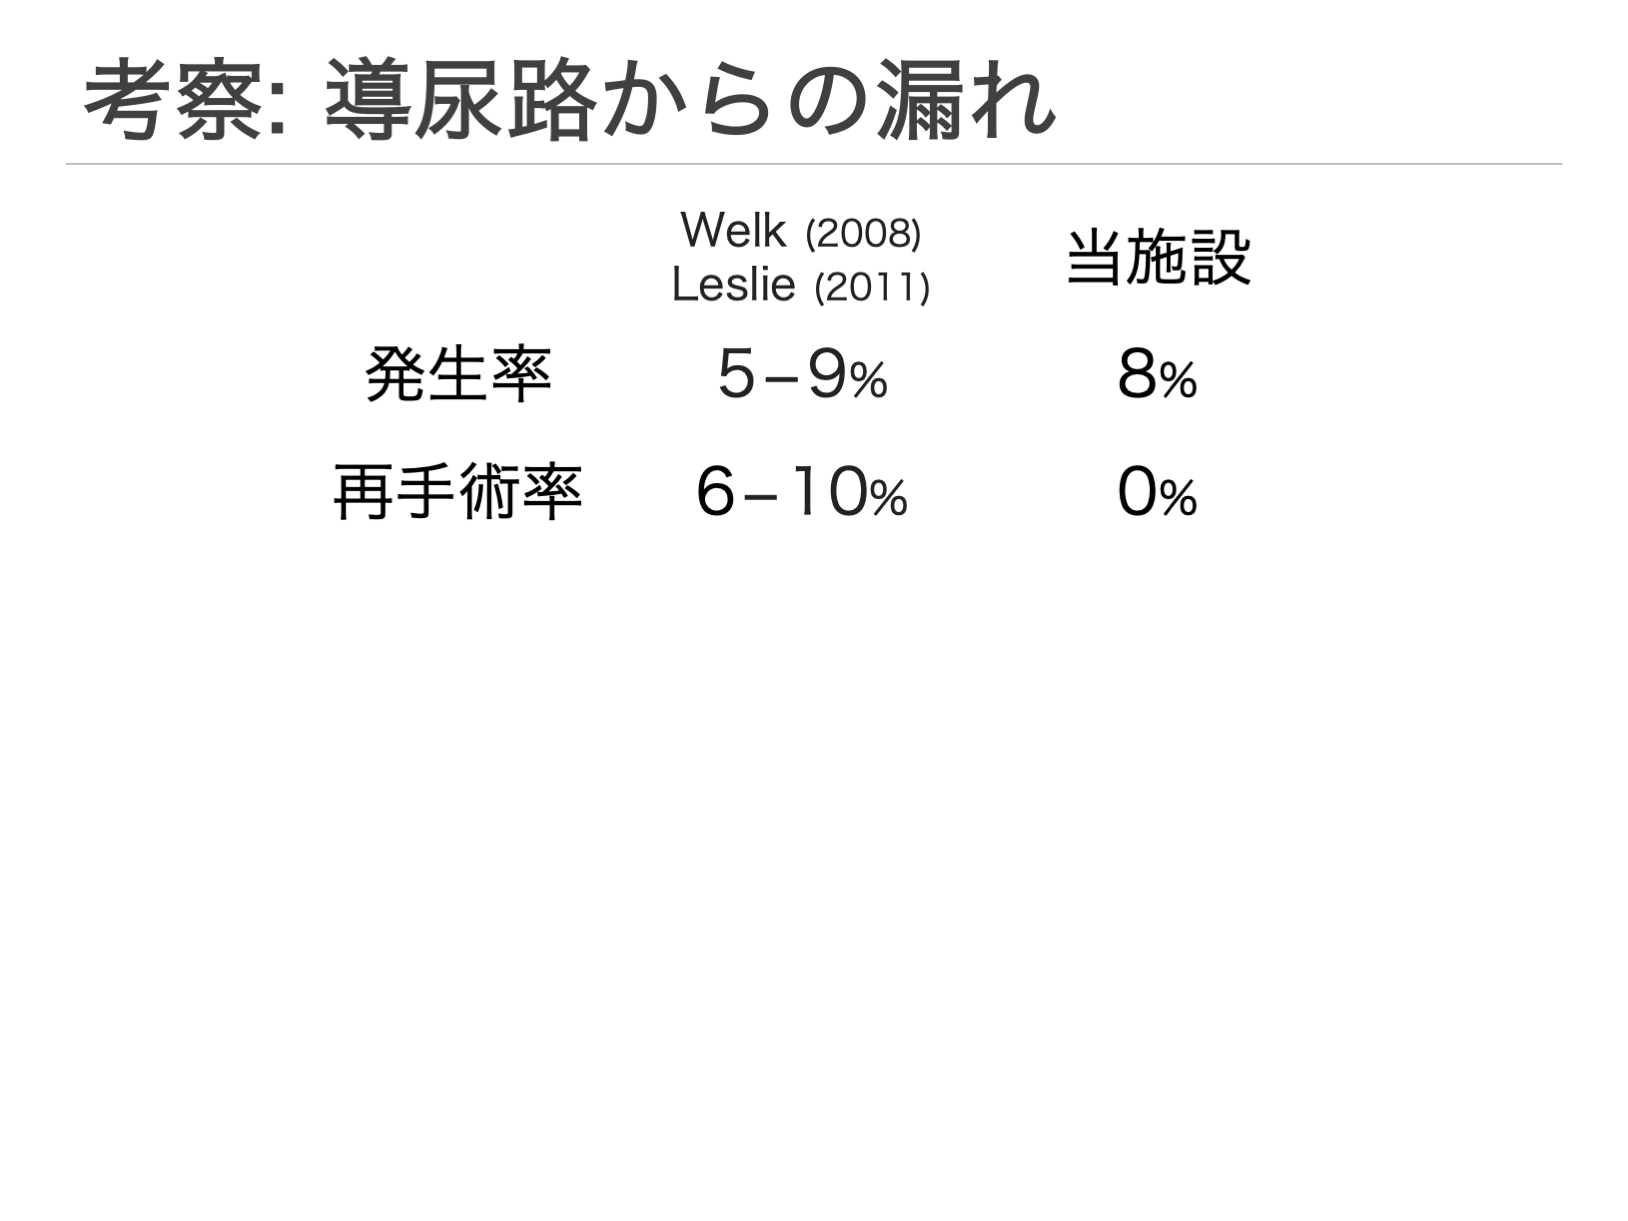 考察: 導尿路からの漏れ
Welk (2008)
Leslie (2011)
当施設
発生率 5–9% 8%
再手術率 6–10% 0%